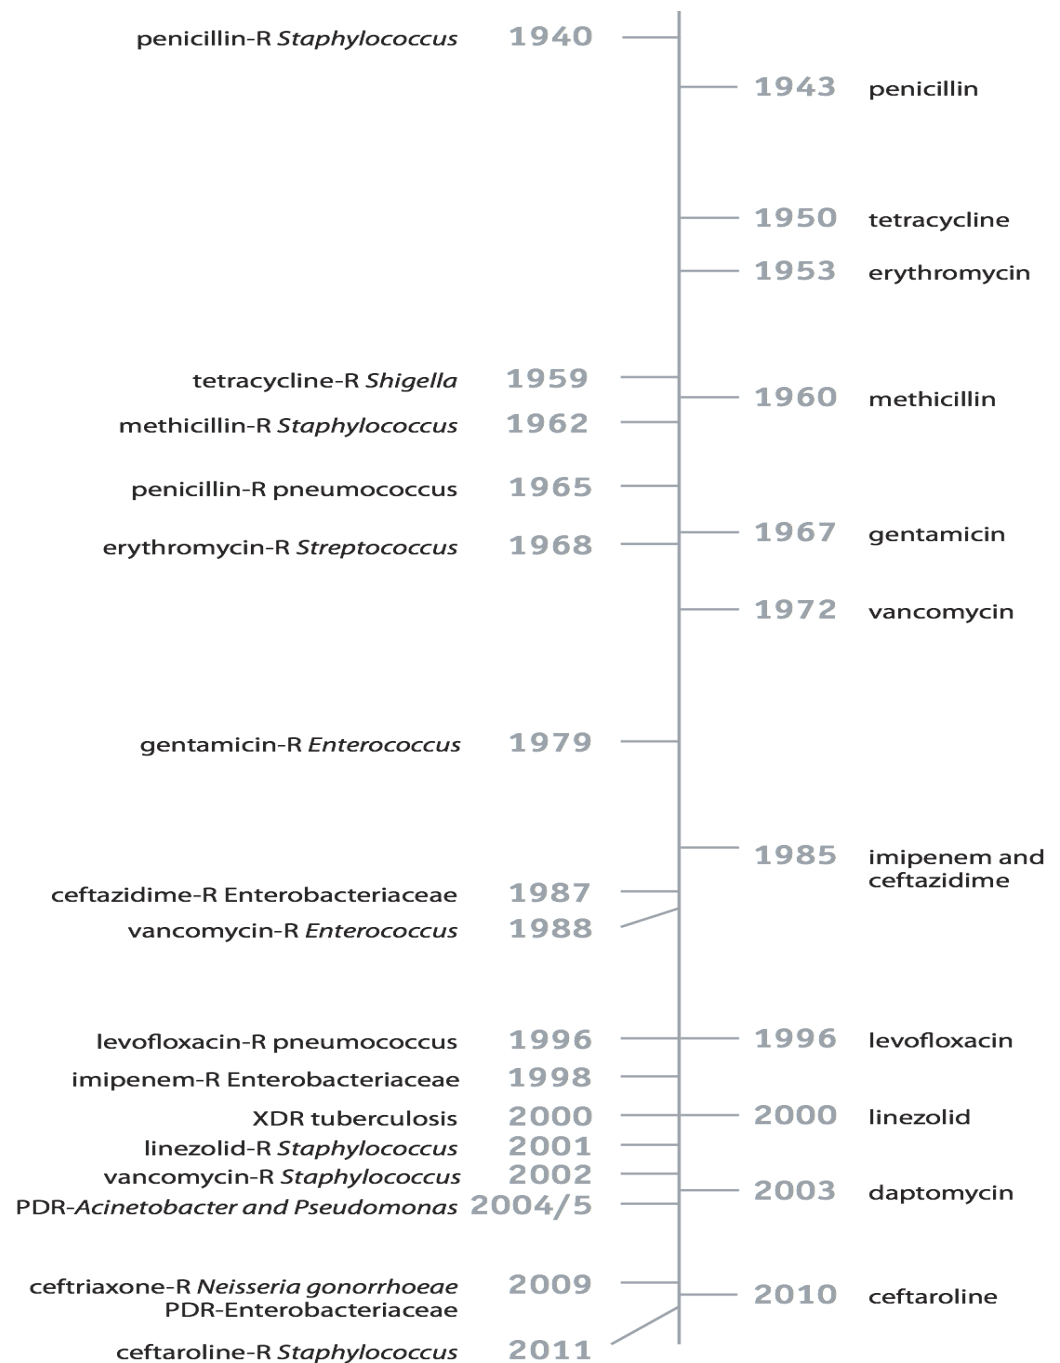 penicillin-R Staphylococcus 1940
1943 penicillin
1950 tetracycline
1953 erythromycin
tetracycline-R Shigella 1959
1960 methicillin
methicillin-R Staphylococcus 1962
penicillin-R pneumococcus 1965
1967 gentamicin
erythromycin-R Streptococcus 1968
1972 vancomycin
gentamicin-R Enterococcus 1979
1985 imipenem and
ceftazidime
ceftazidime-R Enterobacteriaceae 1987
vancomycin-R Enterococcus 1988
levofloxacin-R pneumococcus 1996 1996 levofloxacin
imipenem-R Enterobacteriaceae 1998
XDR tuberculosis 2000 2000 linezolid
linezolid-R Staphylococcus 2001
vancomycin-R Staphylococcus 2002
2003 daptomycin
PDR-Acinetobacter and Pseudomonas 2004/5
ceftriaxone-R Neisseria gonorrhoeae 2009
2010 ceftaroline
PDR-Enterobacteriaceae
ceftaroline-R Staphylococcus 2011